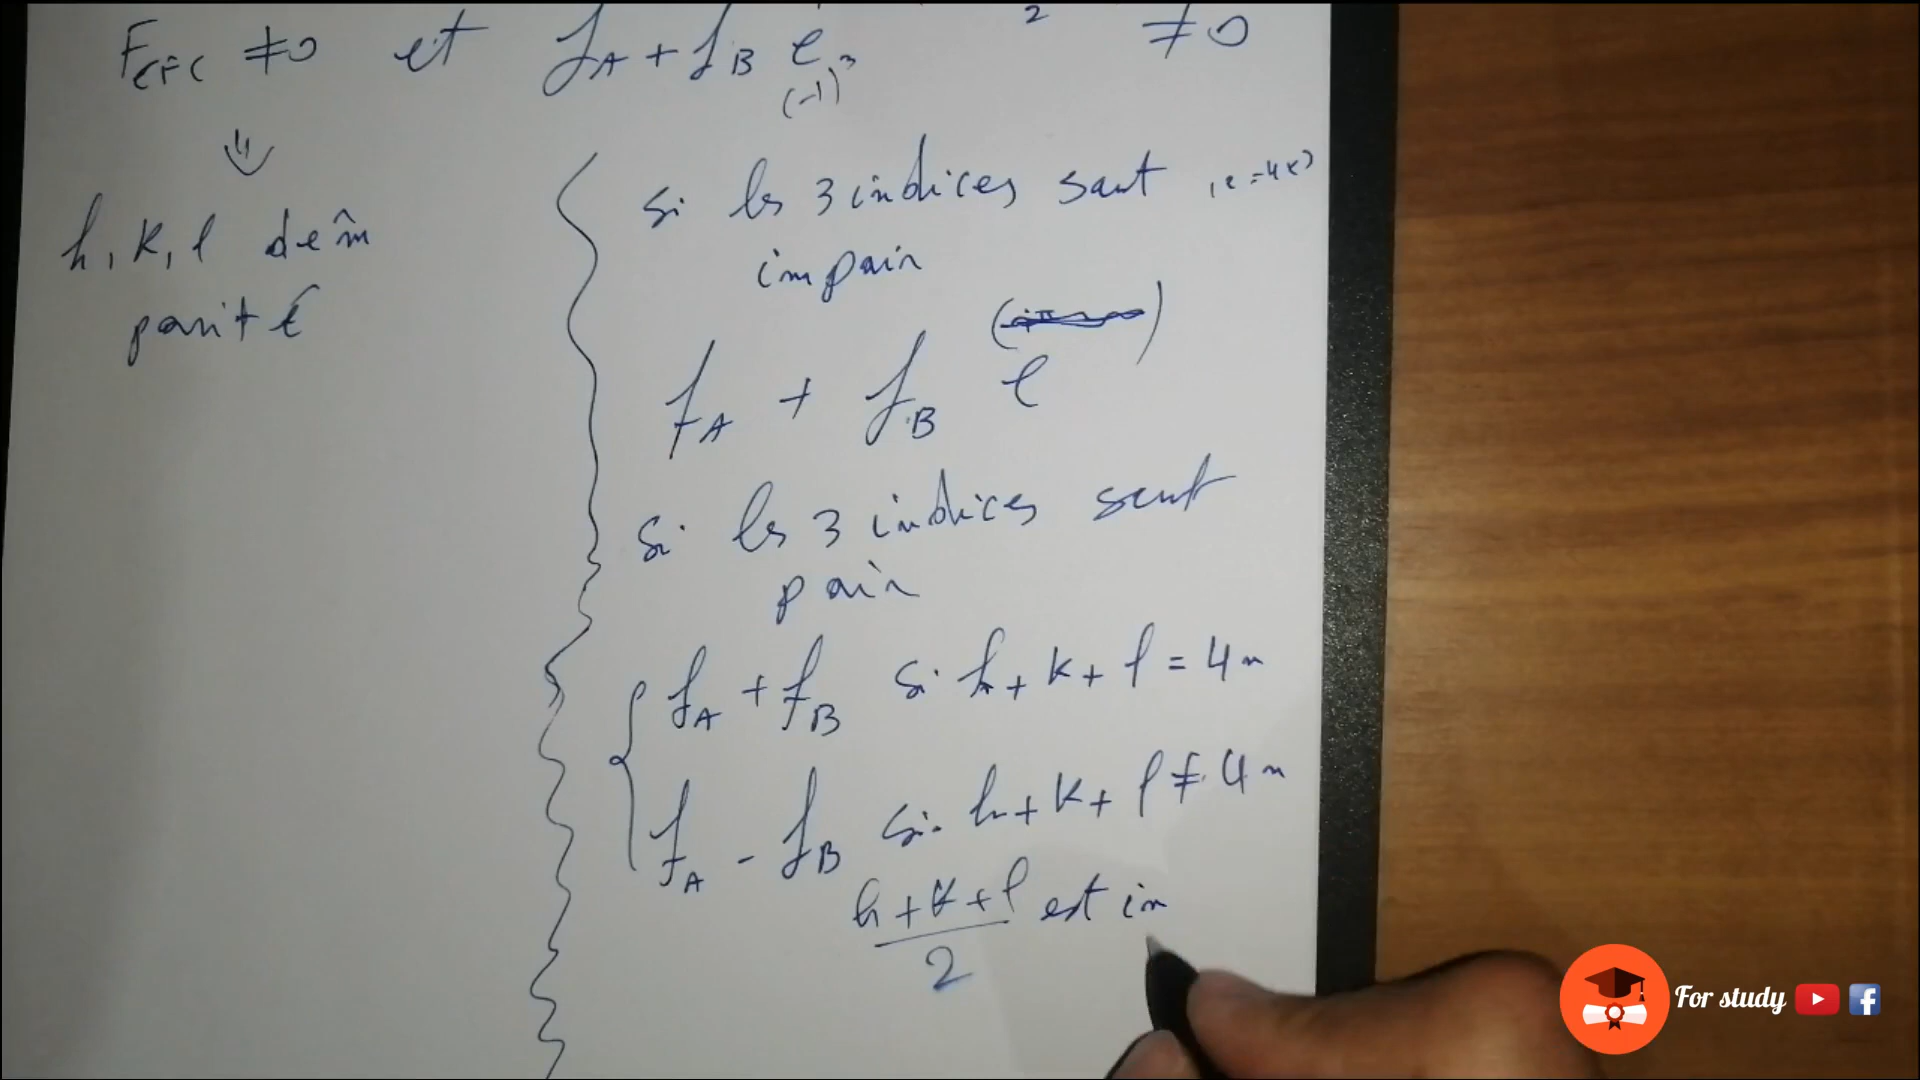 F_CFC ≠0 et f_A + f_B e 2 ≠0
(-1)^n
⇓
h, K, l de m̂
parité
si les 3 indices sont
impair
f_A + f_B e
si les 3 indices sont
pair
f_A + f_B si h + K + l = 4n
f_A - f_B si h + K + l ≠ 4n
h + K + l / 2 est im
For study